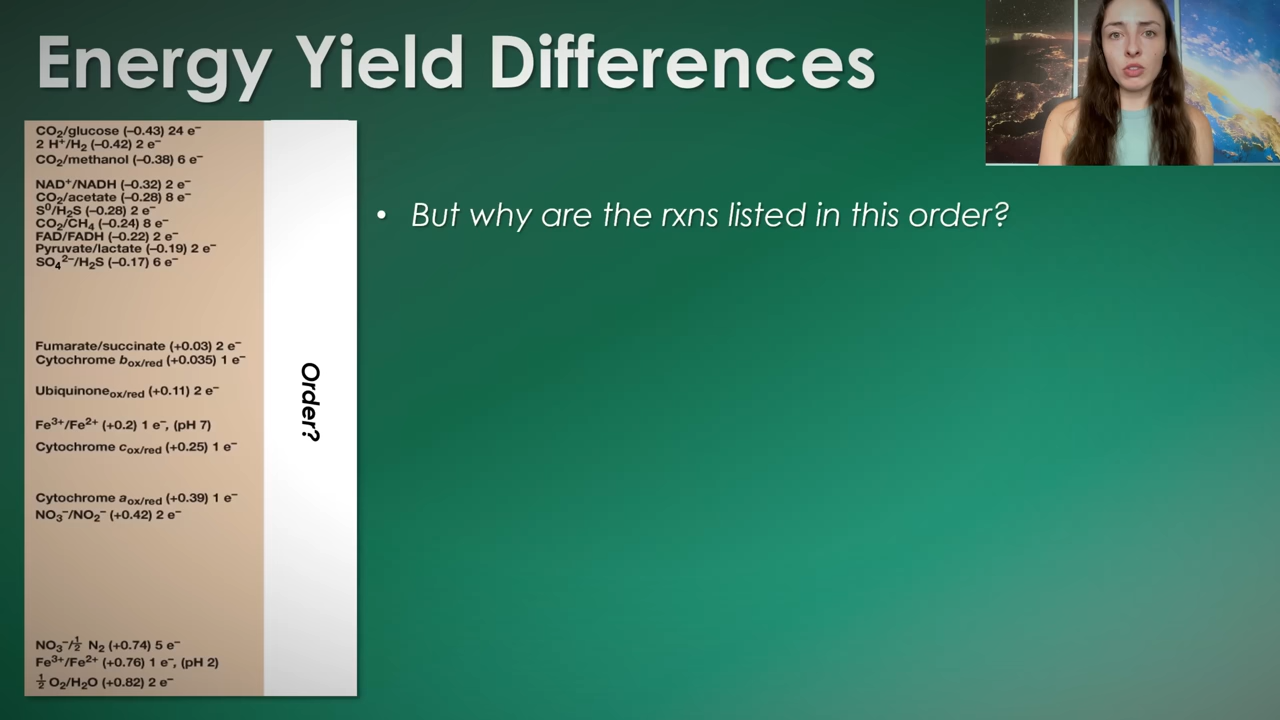 Energy Yield Differences
CO₂/glucose (–0.43) 24 e⁻
2 H⁺/H₂ (–0.42) 2 e⁻
CO₂/methanol (–0.38) 6 e⁻
NAD⁺/NADH (–0.32) 2 e⁻
CO₂/acetate (–0.28) 8 e⁻
S⁰/H₂S (–0.28) 2 e⁻
CO₂/CH₄ (–0.24) 8 e⁻
FAD/FADH (–0.22) 2 e⁻
Pyruvate/lactate (–0.19) 2 e⁻
SO₄²⁻/H₂S (–0.17) 6 e⁻
Fumarate/succinate (+0.03) 2 e⁻
Cytochrome b ox/red (+0.035) 1 e⁻
Ubiquinone ox/red (+0.11) 2 e⁻
Fe³⁺/Fe²⁺ (+0.2) 1 e⁻, (pH 7)
Cytochrome c ox/red (+0.25) 1 e⁻
Cytochrome a ox/red (+0.39) 1 e⁻
NO₃⁻/NO₂⁻ (+0.42) 2 e⁻
NO₃⁻/½ N₂ (+0.74) 5 e⁻
Fe³⁺/Fe²⁺ (+0.76) 1 e⁻, (pH 2)
½ O₂/H₂O (+0.82) 2 e⁻
Order?
• But why are the rxns listed in this order?